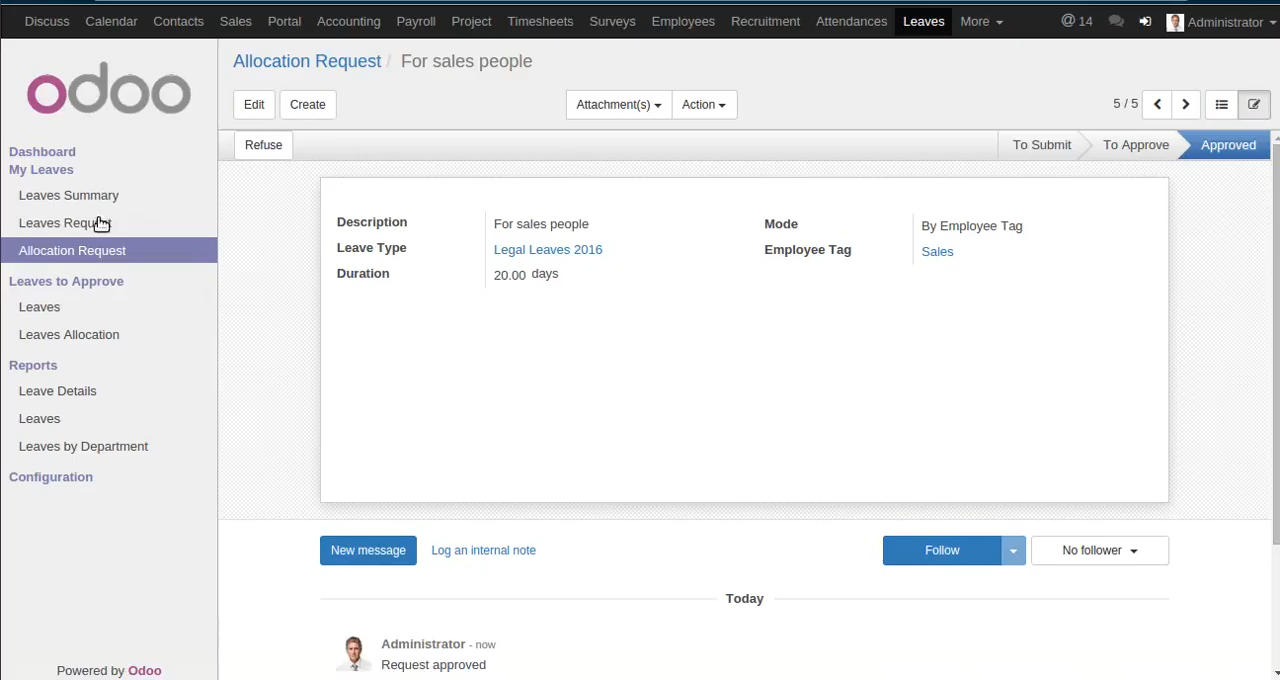 Discuss Calendar Contacts Sales Portal Accounting Payroll Project Timesheets Surveys Employees Recruitment Attendances Leaves More @ 14 Administrator
odoo
Allocation Request / For sales people
Edit Create Attachment(s) Action 5 / 5
Refuse To Submit To Approve Approved
Dashboard
My Leaves
Leaves Summary
Leaves Request
Allocation Request
Leaves to Approve
Leaves
Leaves Allocation
Reports
Leave Details
Leaves
Leaves by Department
Configuration
Powered by Odoo
Description For sales people
Leave Type Legal Leaves 2016
Duration 20.00 days
Mode By Employee Tag
Employee Tag Sales
New message Log an internal note Follow No follower
Today
Administrator - now
Request approved